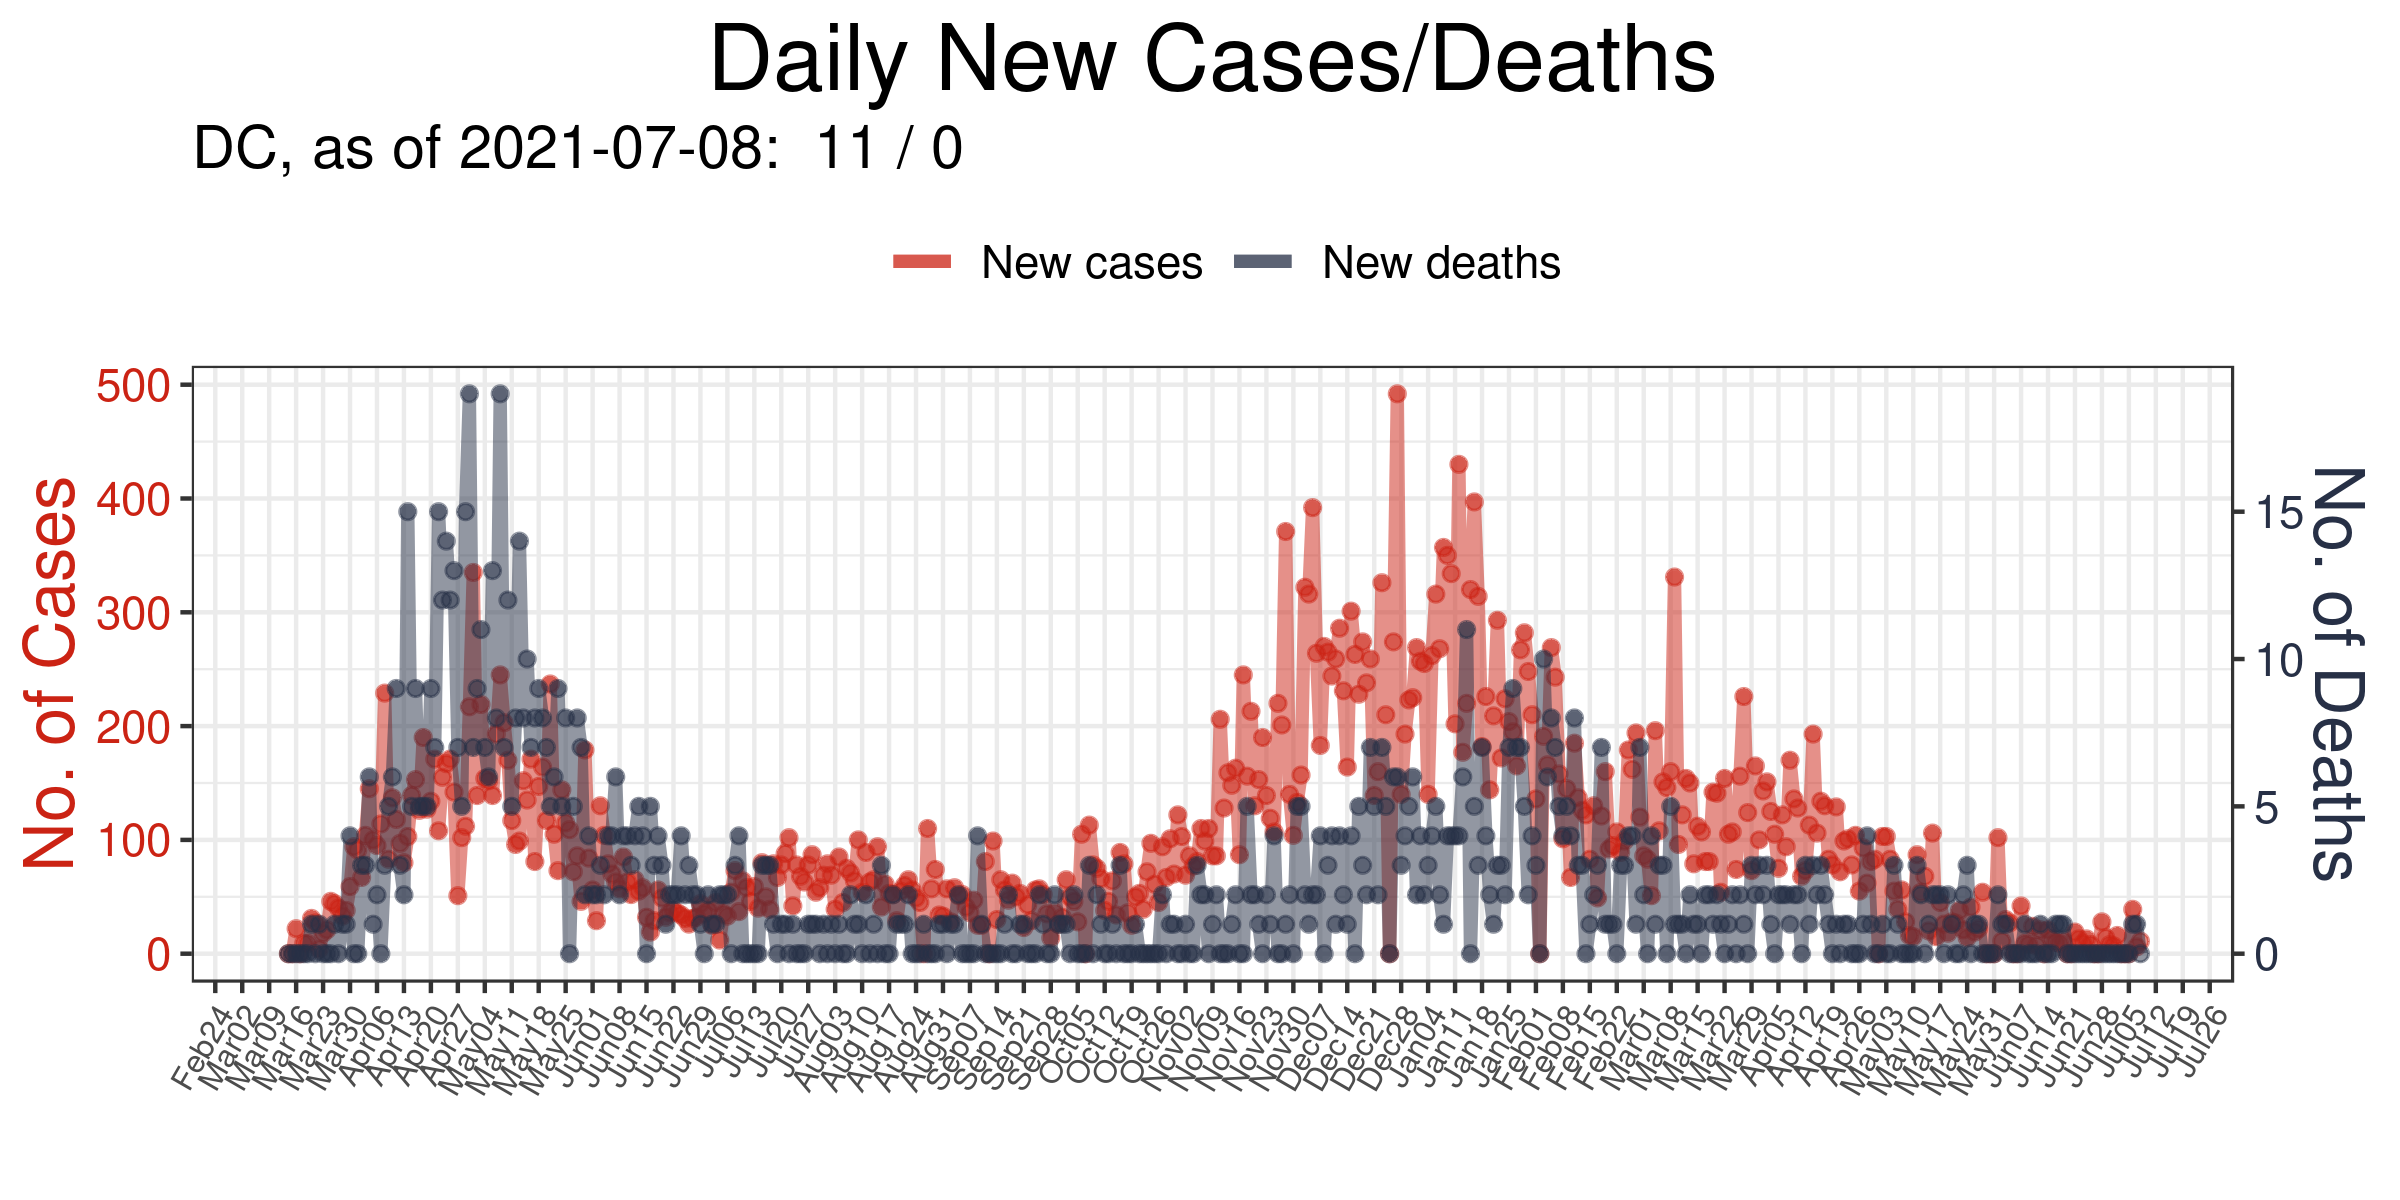 Daily New Cases/Deaths
DC, as of 2021-07-08:  11 / 0
New cases
New deaths
No. of Cases
500
400
300
200
100
0
No. of Deaths
15
10
5
0
Feb24
Mar02
Mar09
Mar16
Mar23
Mar30
Apr06
Apr13
Apr20
Apr27
May04
May11
May18
May25
Jun01
Jun08
Jun15
Jun22
Jun29
Jul06
Jul13
Jul20
Jul27
Aug03
Aug10
Aug17
Aug24
Aug31
Sep07
Sep14
Sep21
Sep28
Oct05
Oct12
Oct19
Oct26
Nov02
Nov09
Nov16
Nov23
Nov30
Dec07
Dec14
Dec21
Dec28
Jan04
Jan11
Jan18
Jan25
Feb01
Feb08
Feb15
Feb22
Mar01
Mar08
Mar15
Mar22
Mar29
Apr05
Apr12
Apr19
Apr26
May03
May10
May17
May24
May31
Jun07
Jun14
Jun21
Jun28
Jul05
Jul12
Jul19
Jul26